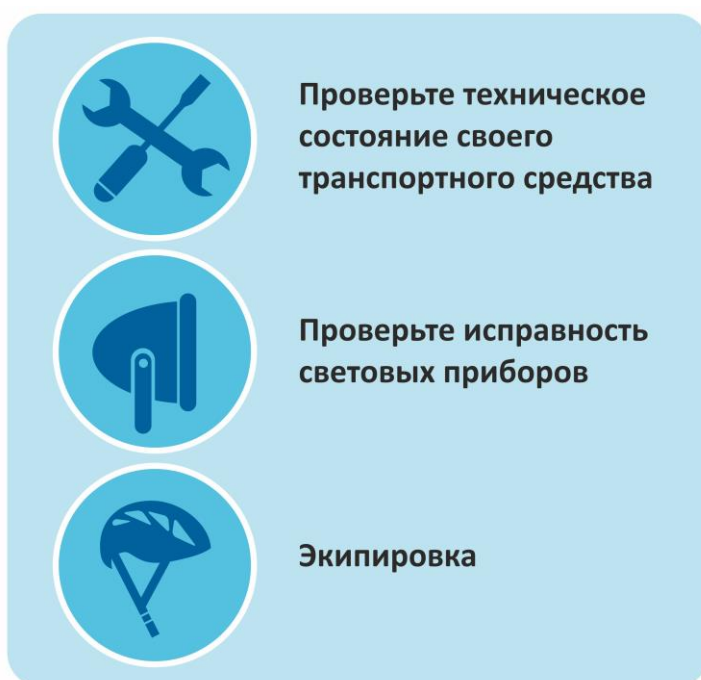 Проверьте техническое
состояние своего
транспортного средства
Проверьте исправность
световых приборов
Экипировка